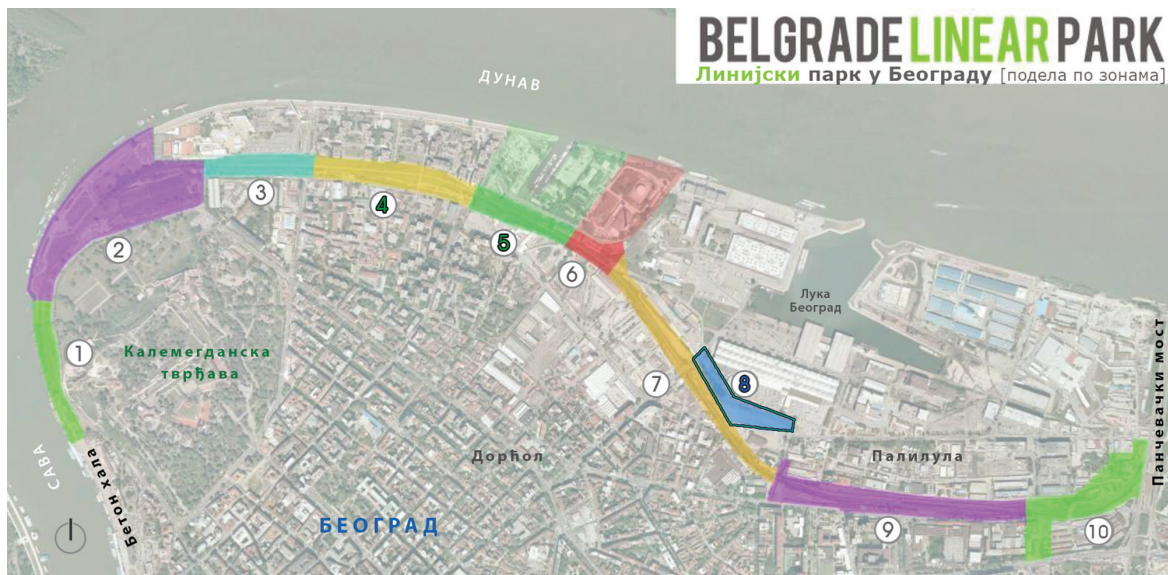 BELGRADE LINEAR PARK
Линијски парк у Београду [подела по зонама]
ДУНАВ
3
4
2
5
6
Лука
Београд
1
Калемегданска
тврђава
7
8
Панчевачки мост
САВА
Бетон хала
Дорћол
Палилула
БЕОГРАД
9
10